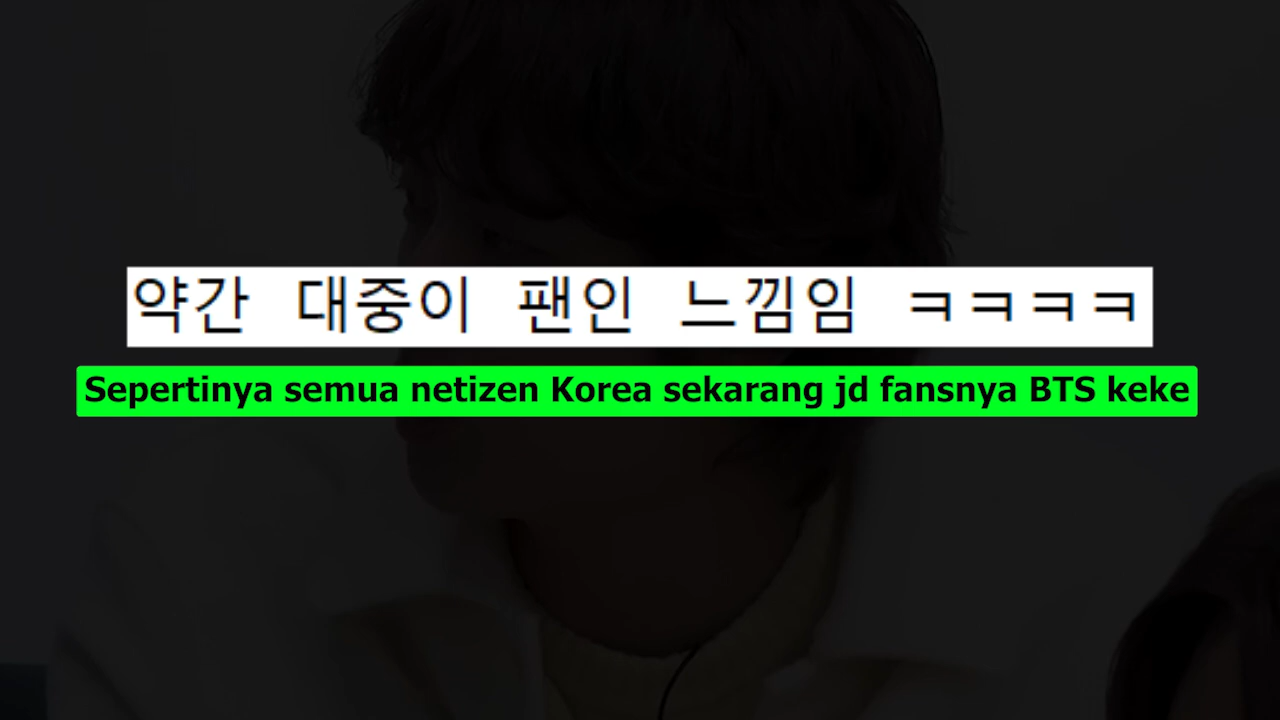 약간 대중이 팬인 느낌임 ㅋㅋㅋㅋ
Sepertinya semua netizen Korea sekarang jd fansnya BTS keke